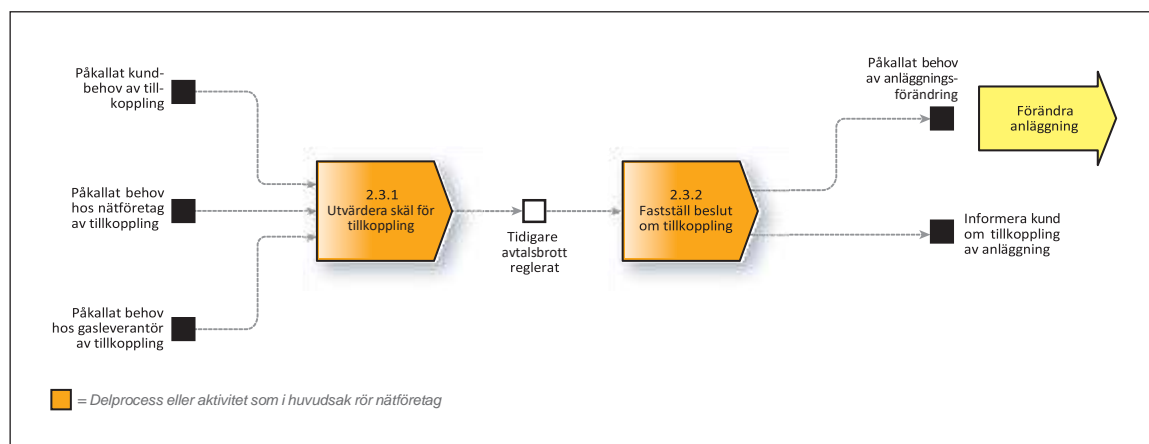 Påkallat kund-
behov av till-
koppling
Påkallat behov
hos nätföretag
av tillkoppling
Påkallat behov
hos gasleverantör
av tillkoppling
2.3.1
Utvärdera skäl för
tillkoppling
Tidigare
avtalsbrott
reglerat
2.3.2
Fastställ beslut
om tillkoppling
Påkallat behov
av anläggnings-
förändring
Förändra
anläggning
Informera kund
om tillkoppling
av anläggning
= Delprocess eller aktivitet som i huvudsak rör nätföretag